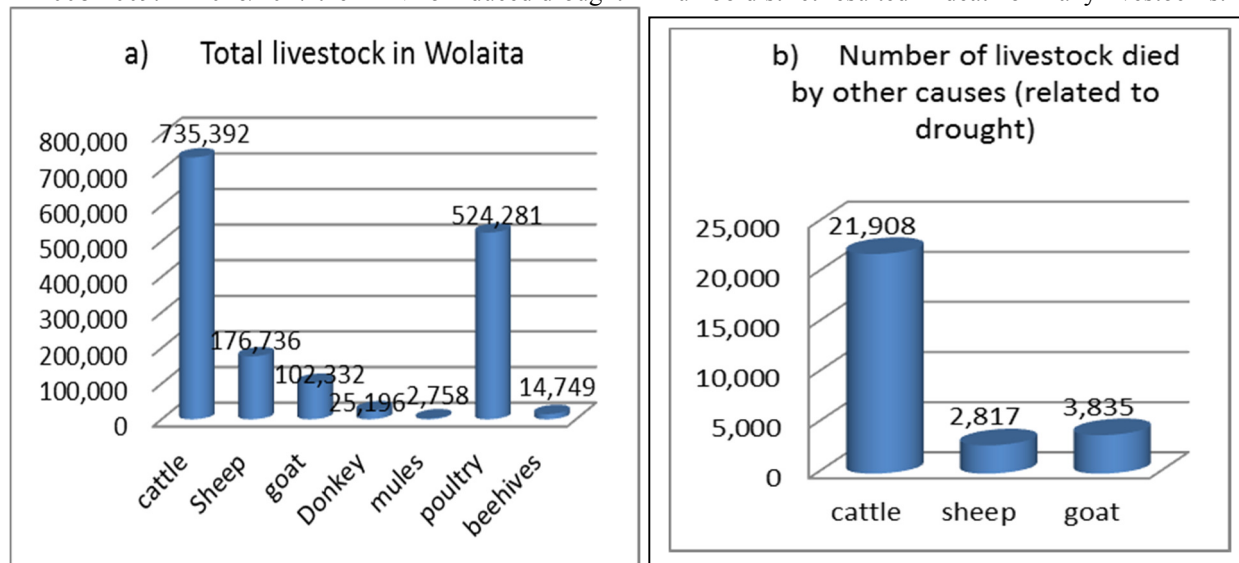 a) Total livestock in Wolaita
800,000
700,000
600,000
500,000
400,000
300,000
200,000
100,000
0
735,392
176,736
102,332
25,196
2,758
524,281
14,749
cattle
Sheep
goat
Donkey
mules
poultry
beehives
b) Number of livestock died
by other causes (related to
drought)
25,000
20,000
15,000
10,000
5,000
0
21,908
2,817
3,835
cattle
sheep
goat